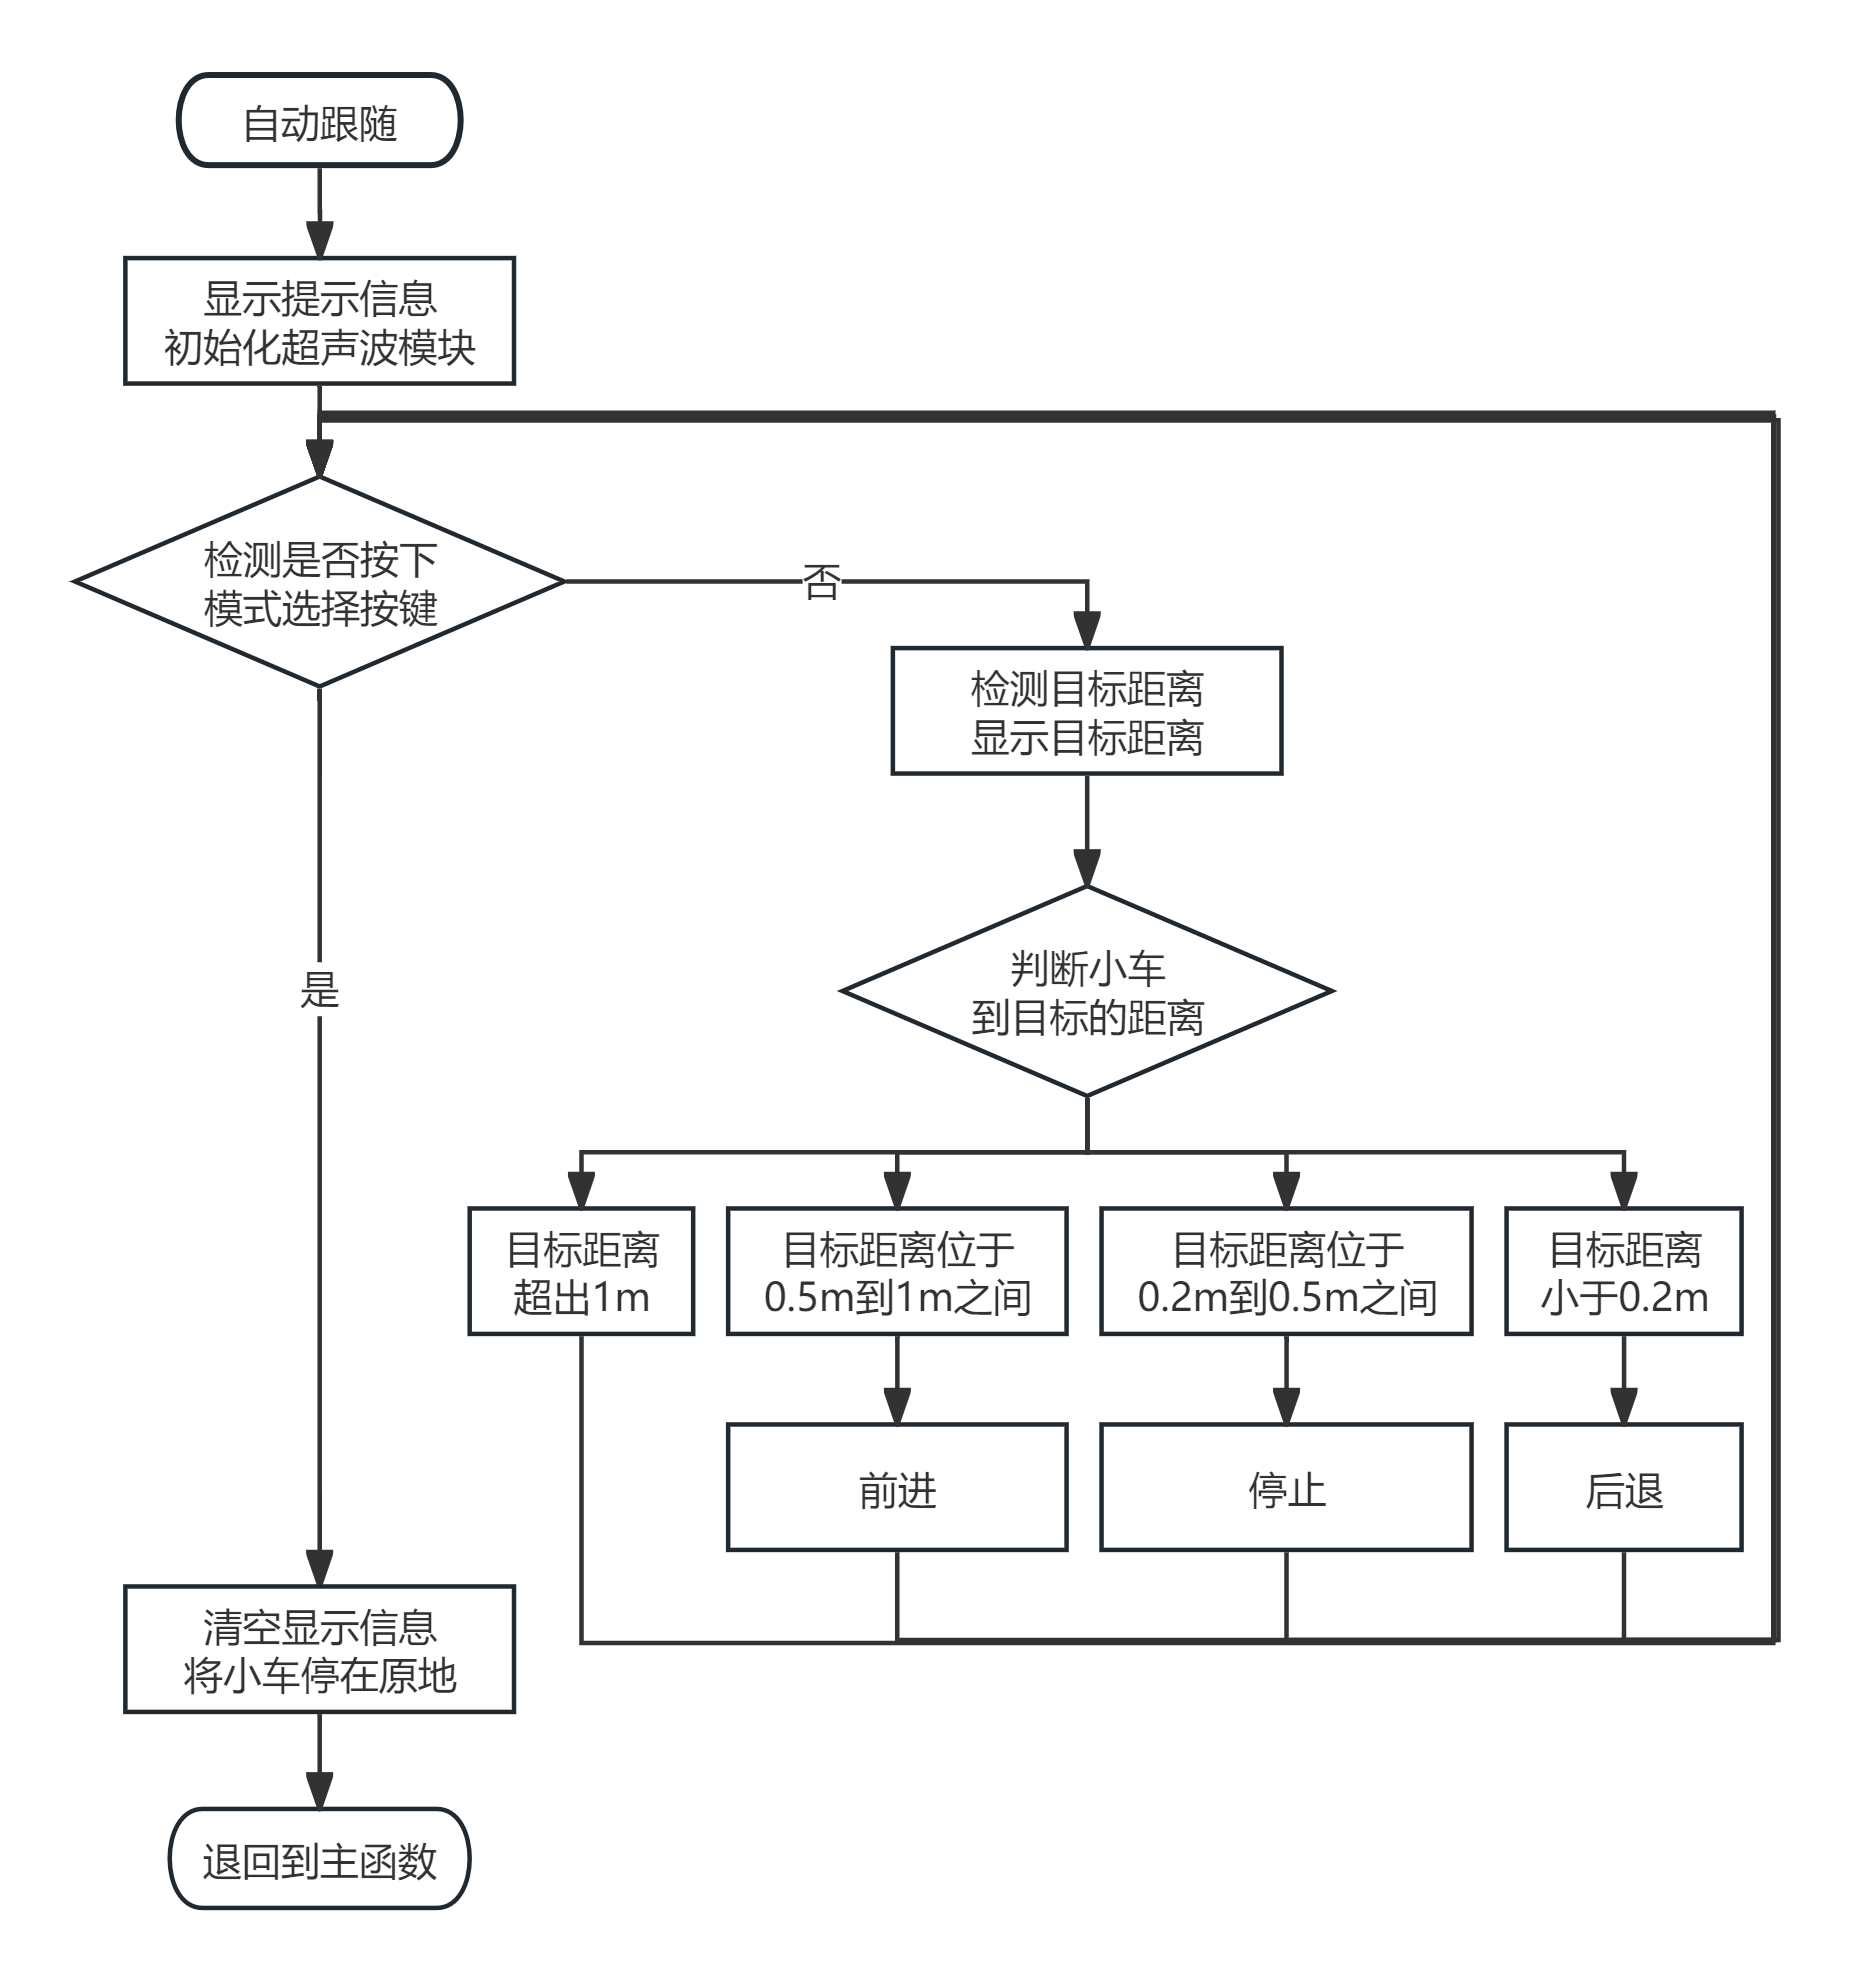 自动跟随
显示提示信息
初始化超声波模块
检测是否按下
模式选择按键
否
检测目标距离
显示目标距离
是
判断小车
到目标的距离
目标距离
超出1m
目标距离位于
0.5m到1m之间
目标距离位于
0.2m到0.5m之间
目标距离
小于0.2m
前进
停止
后退
清空显示信息
将小车停在原地
退回到主函数